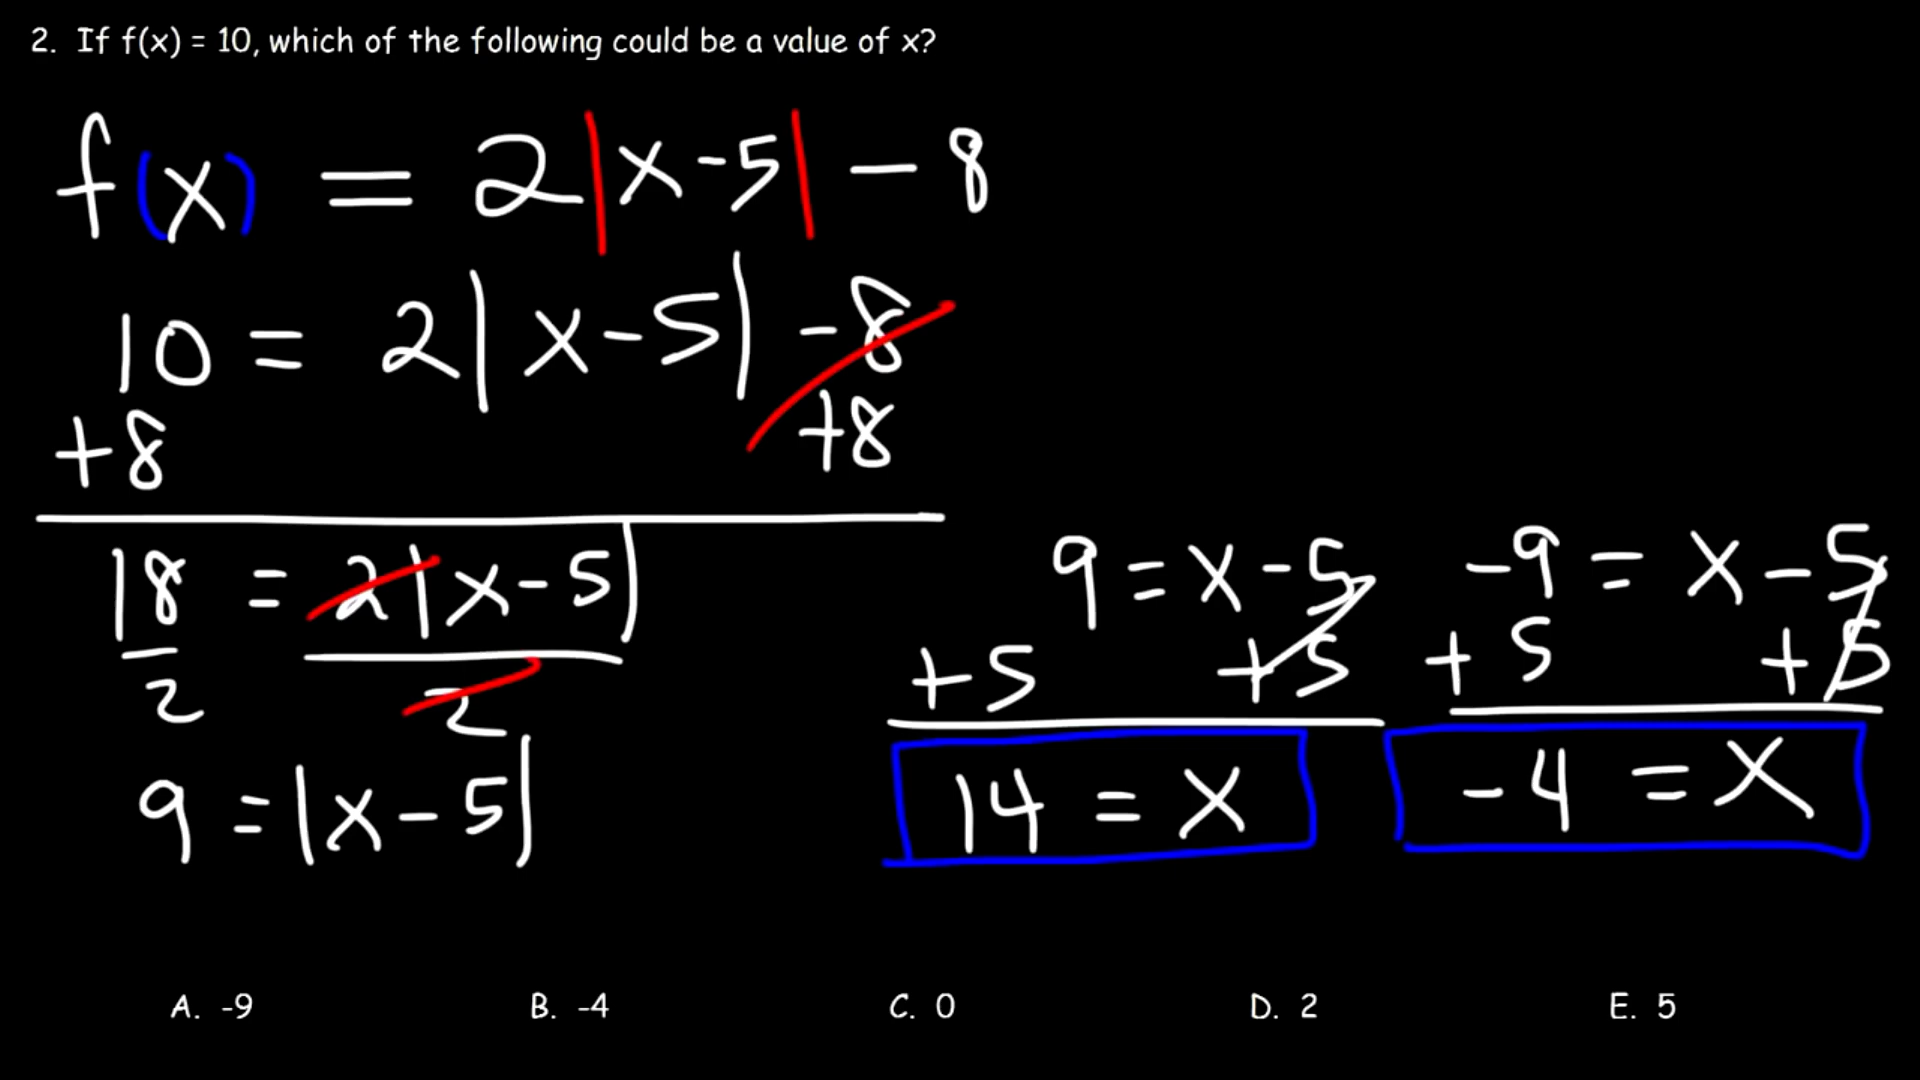 2. If f(x) = 10, which of the following could be a value of x?
f(x) = 2|x-5| - 8
10 = 2|x-5| - 8
+8 +8
18 = 2|x-5|
2 2
9 = |x-5|
9 = x-5
+5 +5
14 = x
-9 = x-5
+5 +5
-4 = x
A. -9 B. -4 C. 0 D. 2 E. 5